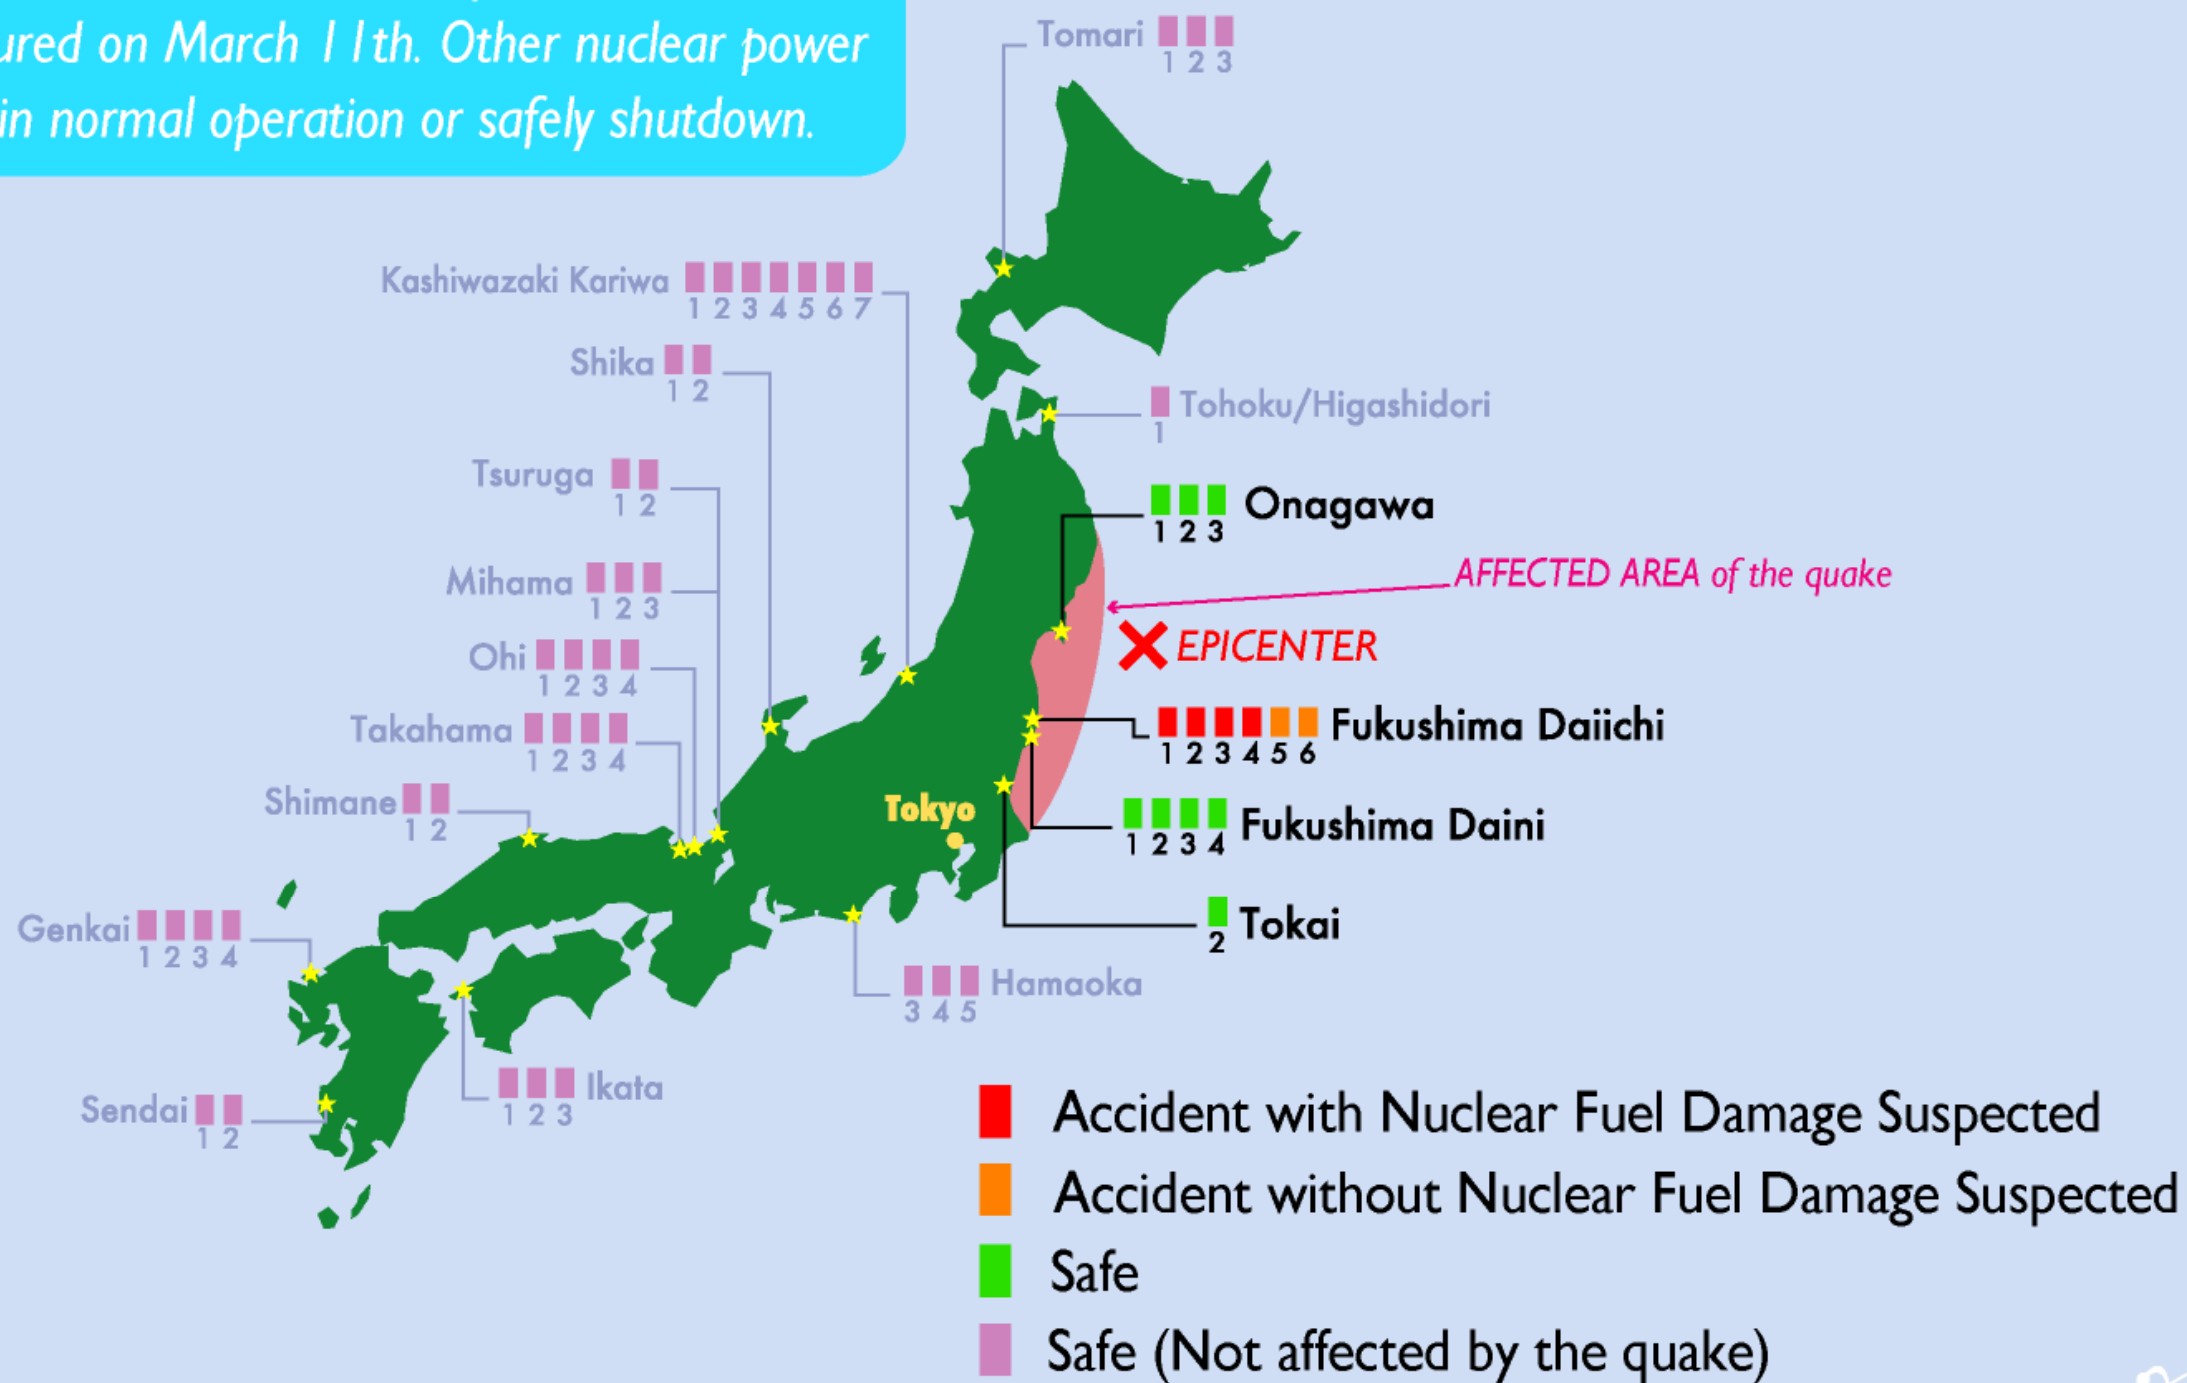 ured on March 11th. Other nuclear power
in normal operation or safely shutdown.
Tomari
1 2 3
Kashiwazaki Kariwa
1 2 3 4 5 6 7
Shika
1 2
Tohoku/Higashidori
1
Tsuruga
1 2
Onagawa
1 2 3
AFFECTED AREA of the quake
Mihama
1 2 3
EPICENTER
Ohi
1 2 3 4
Takahama
1 2 3 4
Fukushima Daiichi
1 2 3 4 5 6
Shimane
1 2
Tokyo
Fukushima Daini
1 2 3 4
Genkai
1 2 3 4
Tokai
2
Hamaoka
3 4 5
Ikata
1 2 3
Sendai
1 2
Accident with Nuclear Fuel Damage Suspected
Accident without Nuclear Fuel Damage Suspected
Safe
Safe (Not affected by the quake)